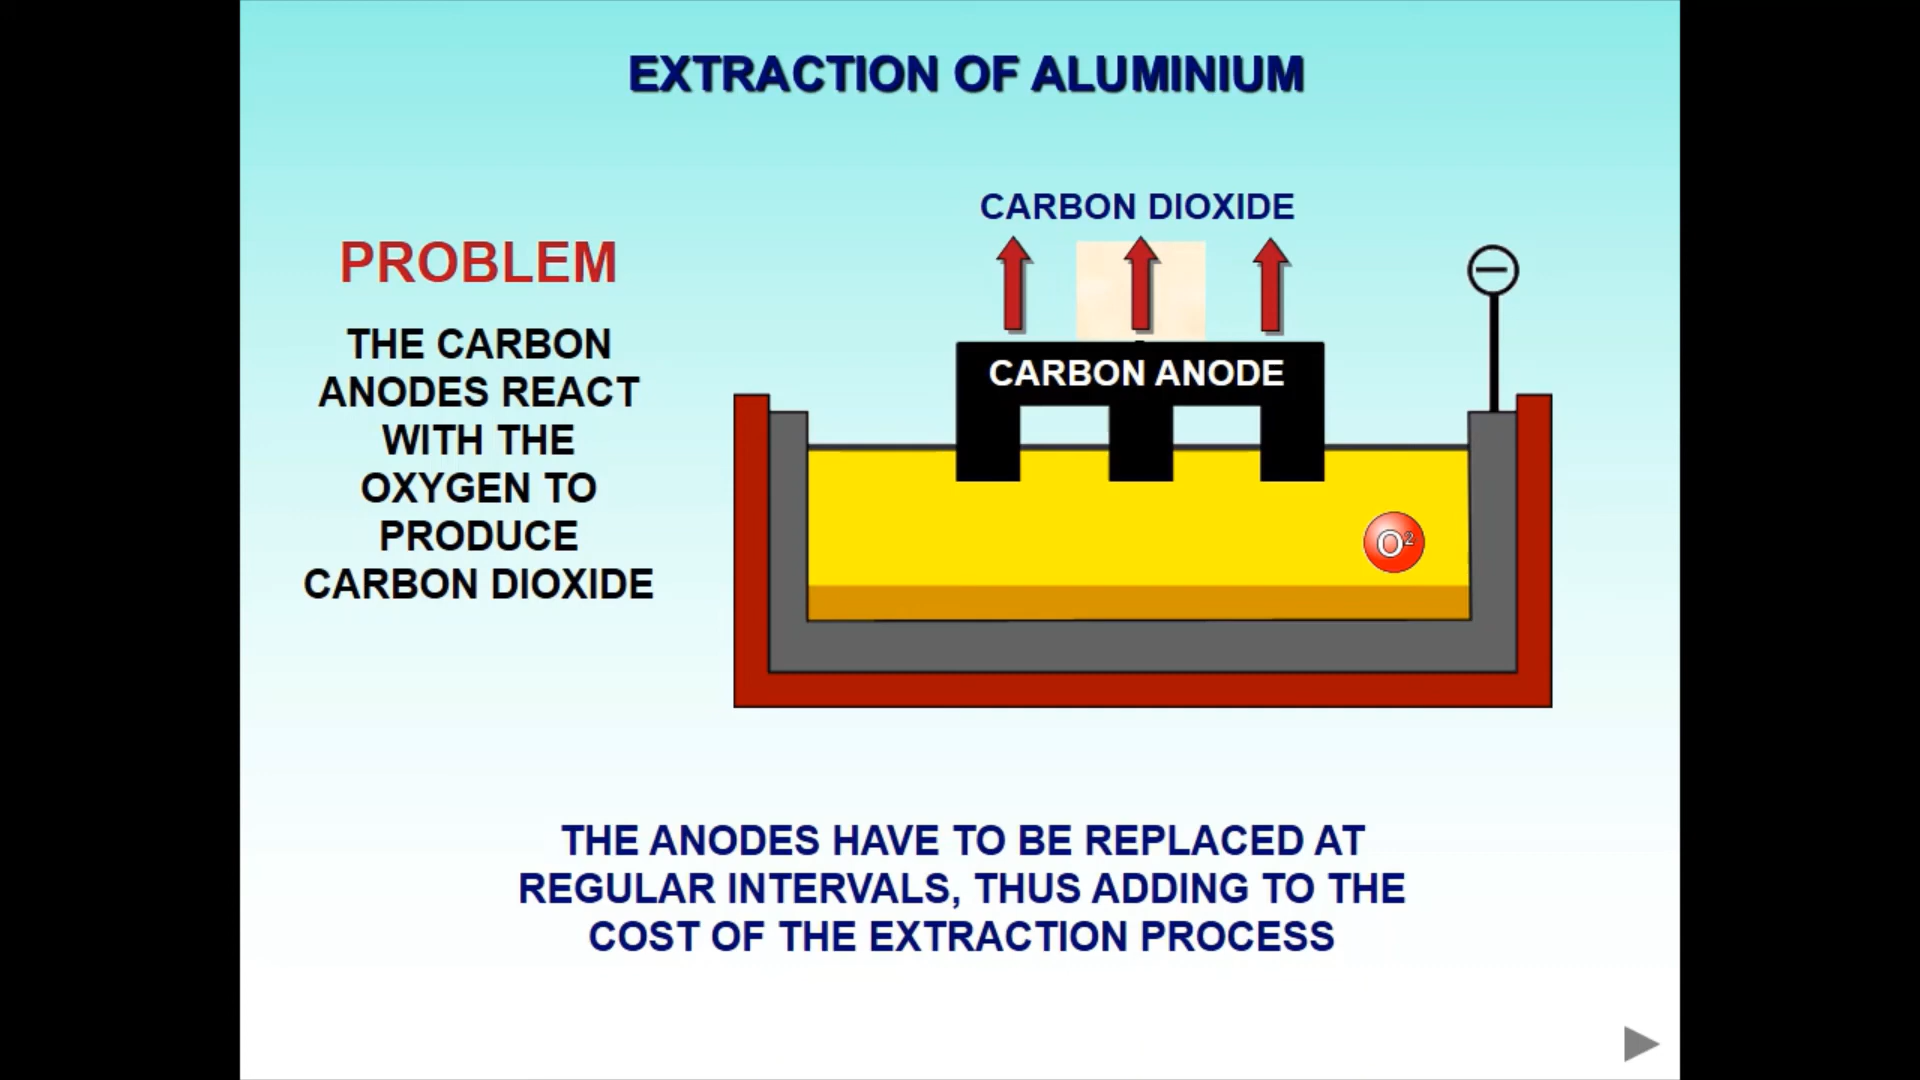 EXTRACTION OF ALUMINIUM
CARBON DIOXIDE
PROBLEM
THE CARBON
ANODES REACT
WITH THE
OXYGEN TO
PRODUCE
CARBON DIOXIDE
CARBON ANODE
O²
THE ANODES HAVE TO BE REPLACED AT
REGULAR INTERVALS, THUS ADDING TO THE
COST OF THE EXTRACTION PROCESS